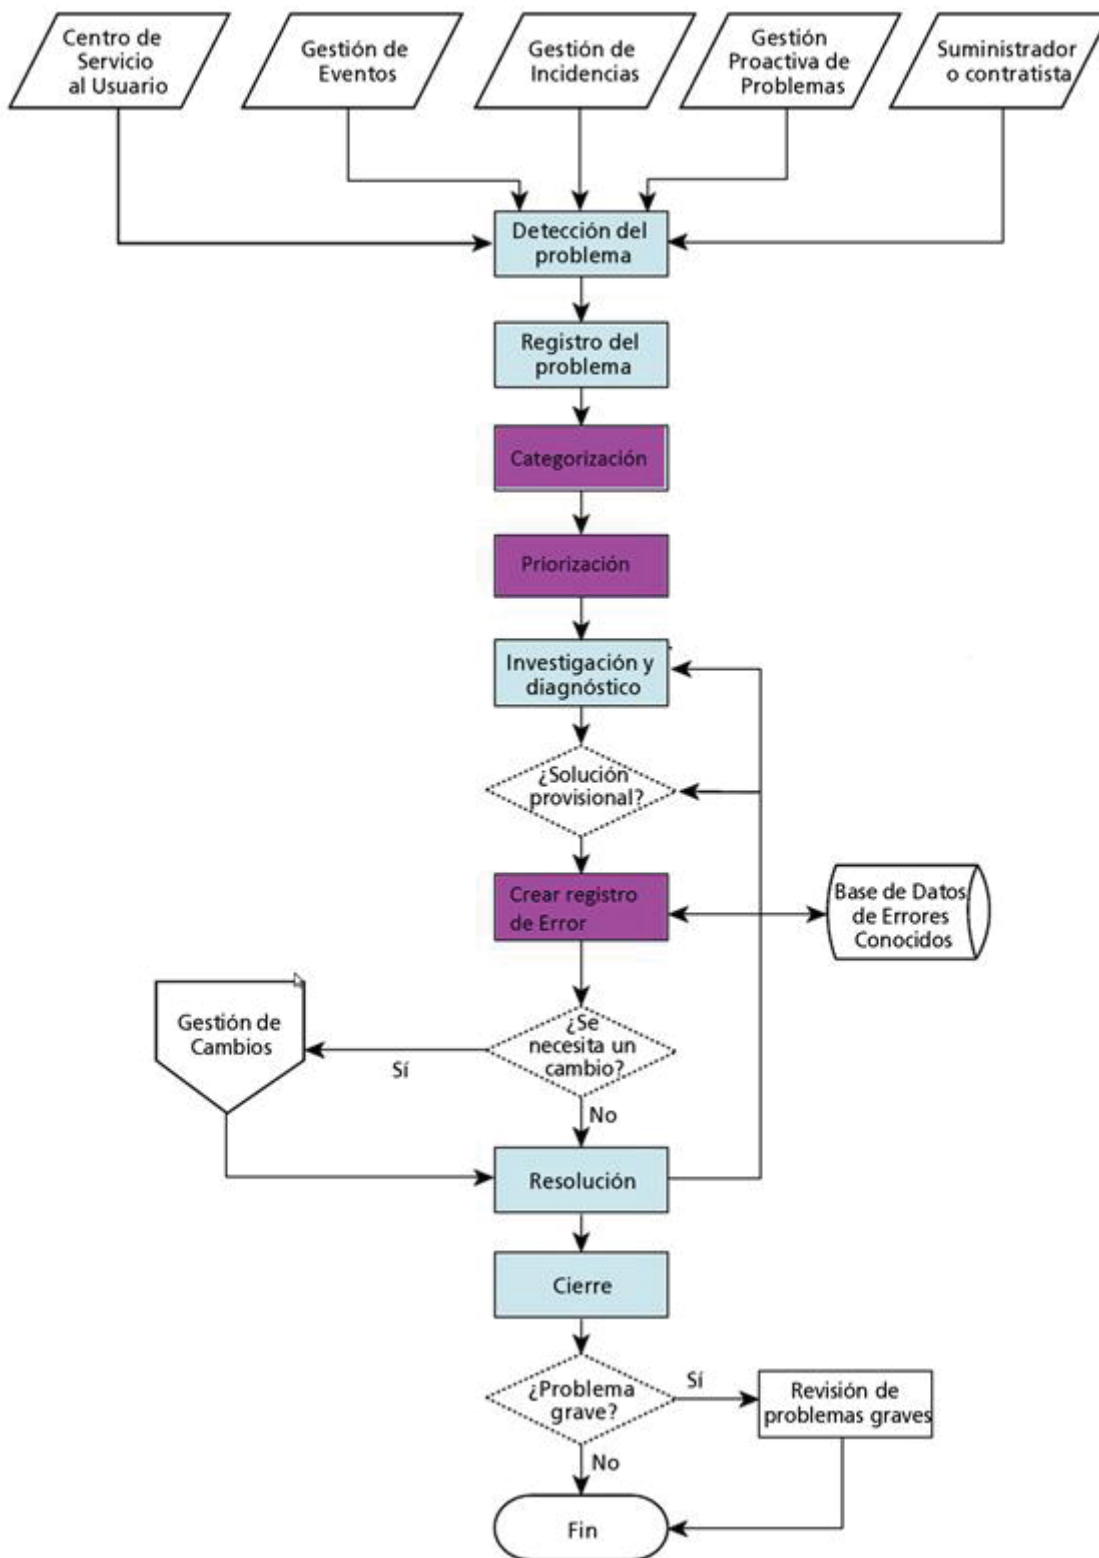 Centro de
Servicio
al Usuario
Gestión de
Eventos
Gestión de
Incidencias
Gestión
Proactiva de
Problemas
Suministrador
o contratista
Detección del
problema
Registro del
problema
Categorización
Priorización
Investigación y
diagnóstico
¿Solución
provisional?
Crear registro
de Error
Base de Datos
de Errores
Conocidos
Gestión de
Cambios
¿Se
necesita un
cambio?
Sí
No
Resolución
Cierre
¿Problema
grave?
Sí
Revisión de
problemas graves
No
Fin